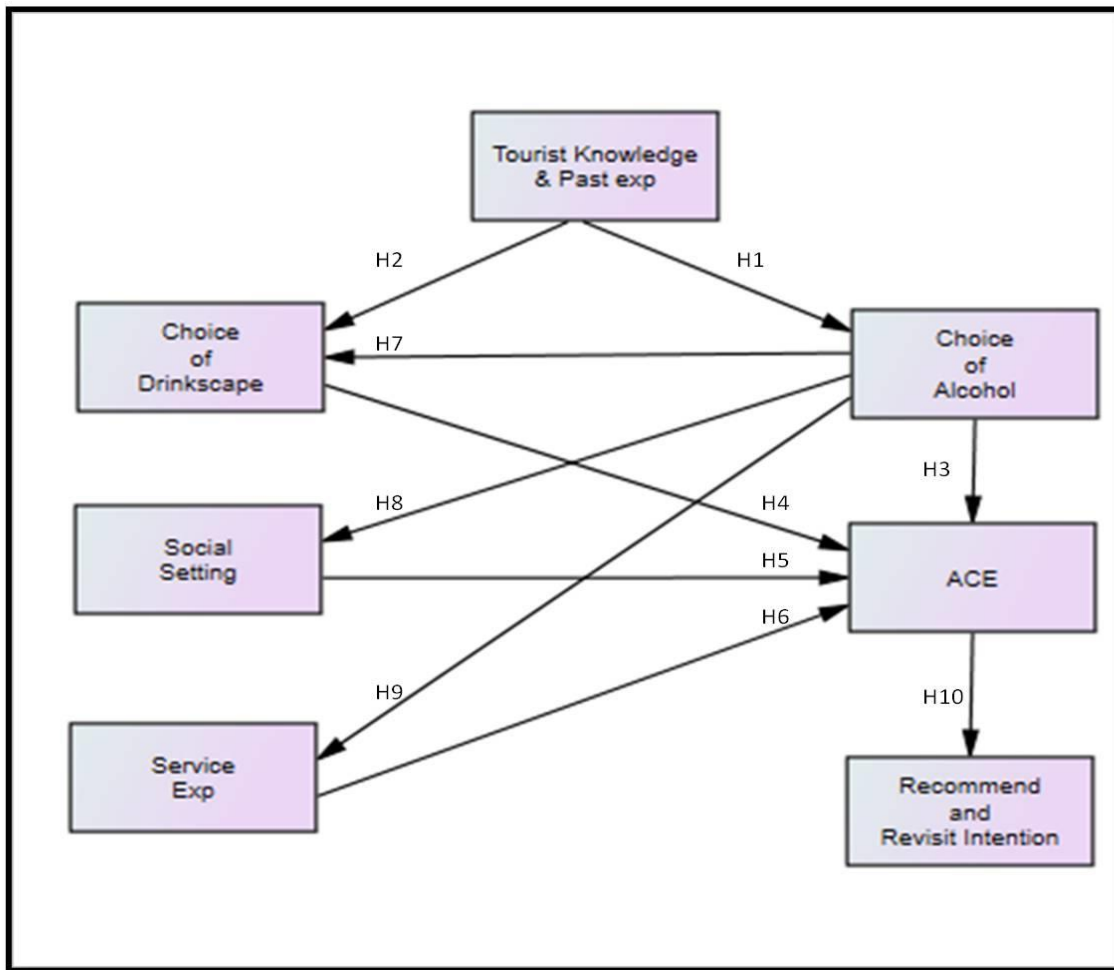 Tourist Knowledge
& Past exp
H2
H1
Choice
of
Drinkscape
H7
Choice
of
Alcohol
H3
H8
H4
Social
Setting
H5
ACE
H6
H9
H10
Service
Exp
Recommend
and
Revisit Intention